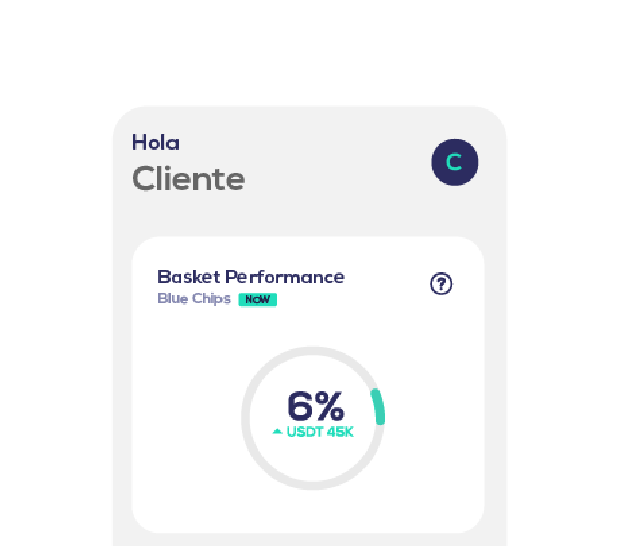 Hola
Cliente
C
Basket Performance
?
Blue Chips NoW
6%
USDT 45K